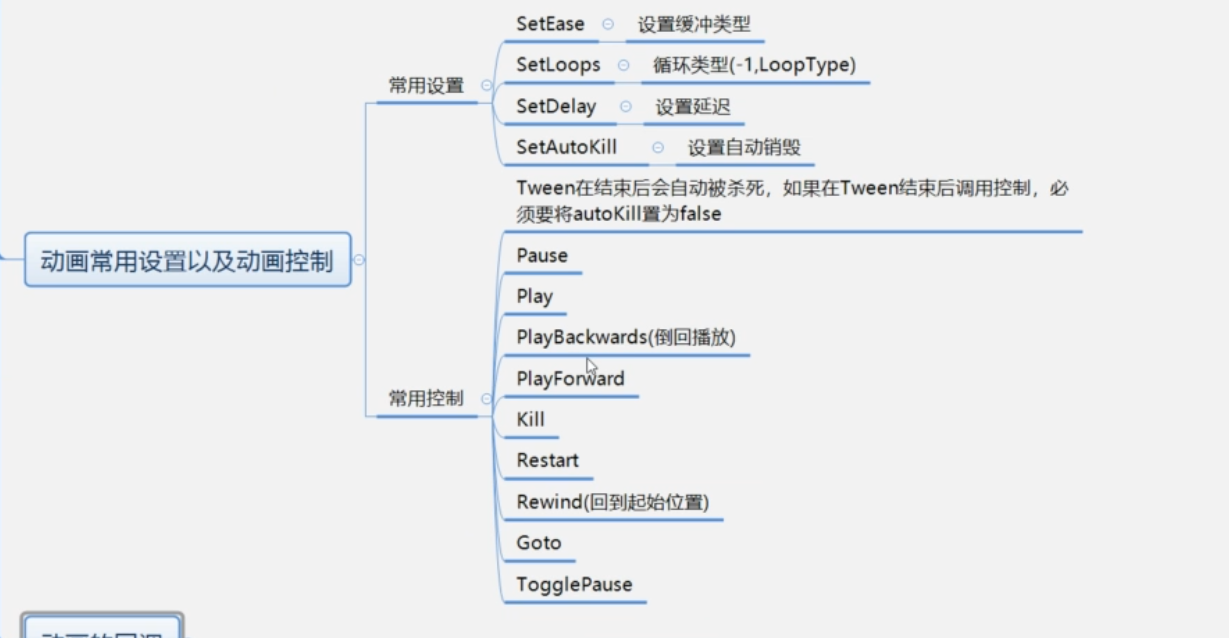 SetEase 设置缓冲类型
SetLoops 循环类型(-1,LoopType)
常用设置
SetDelay 设置延迟
SetAutoKill 设置自动销毁
Tween在结束后会自动被杀死，如果在Tween结束后调用控制，必
须要将autoKill置为false
动画常用设置以及动画控制
Pause
Play
PlayBackwards(倒回播放)
PlayForward
常用控制
Kill
Restart
Rewind(回到起始位置)
Goto
TogglePause